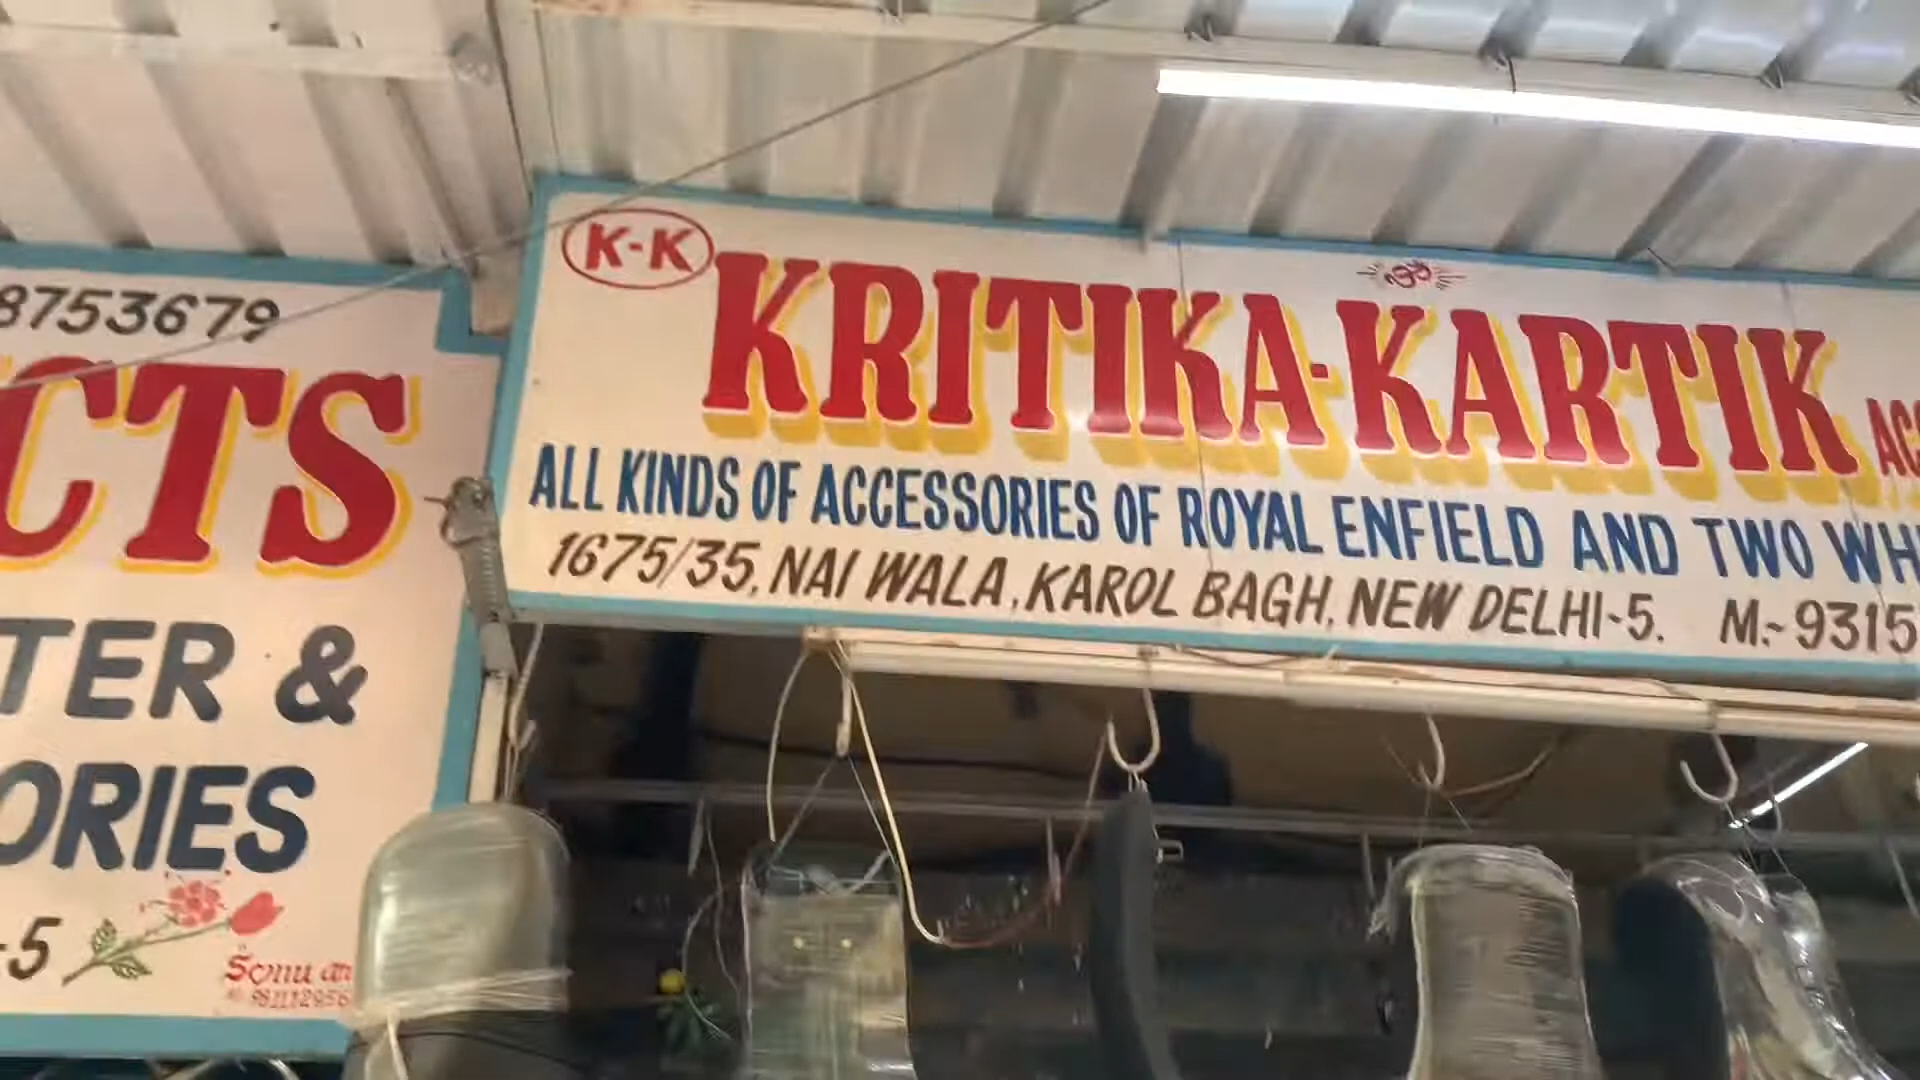 8753679
CTS
TER &
ORIES
-5
Sonu
K-K
ॐ
KRITIKA-KARTIK
ALL KINDS OF ACCESSORIES OF ROYAL ENFIELD AND TWO WH
1675/35, NAI WALA, KAROL BAGH, NEW DELHI-5. M.- 9315